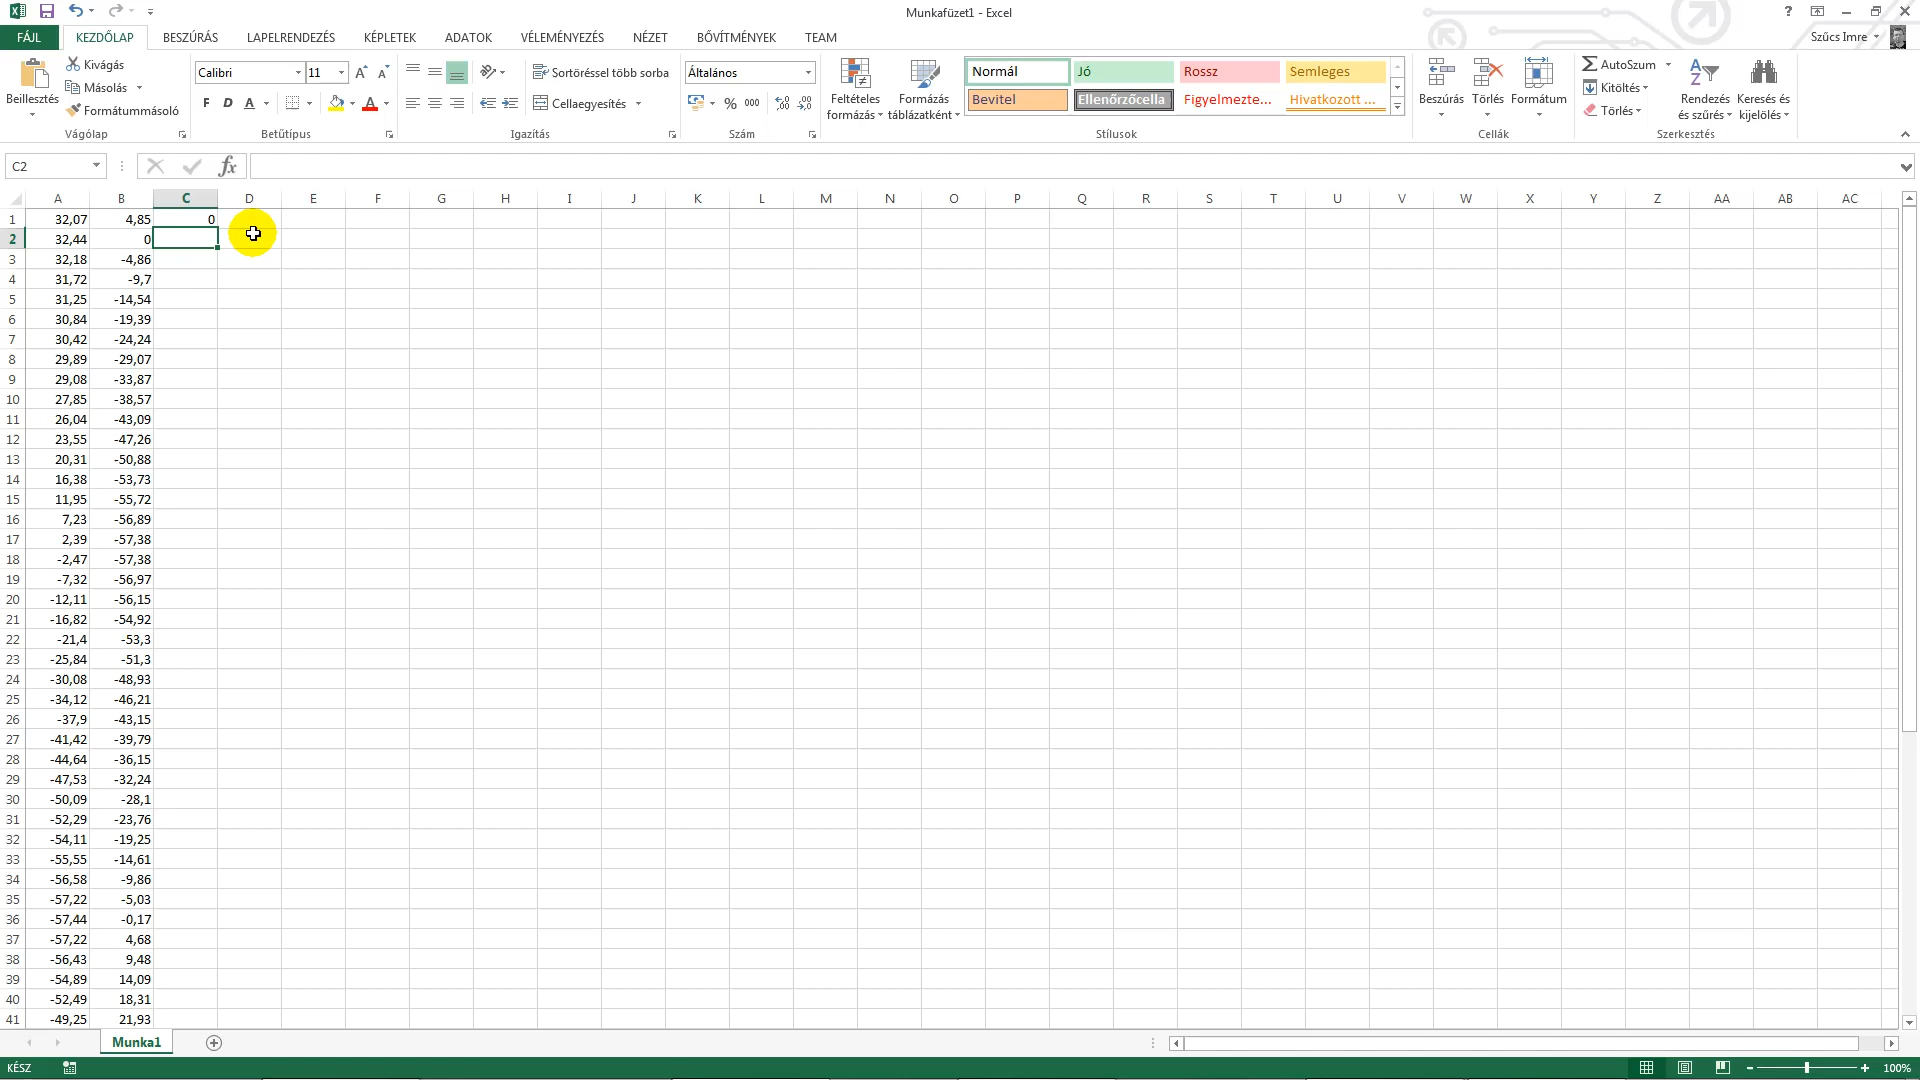 Munkafüzet1 - Excel
FÁJL KEZDŐLAP BESZÚRÁS LAPELRENDEZÉS KÉPLETEK ADATOK VÉLEMÉNYEZÉS NÉZET BŐVÍTMÉNYEK TEAM Szűcs Imre
Beillesztés
Kivágás
Másolás
Formátummásoló
Vágólap
Calibri 11
F D A
Betűtípus
Sortöréssel több sorba
Cellaegyesítés
Igazítás
Általános
% 000
Szám
Feltételes formázás
Formázás táblázatként
Normál Jó Rossz Semleges
Bevitel Ellenőrzőcella Figyelmezte... Hivatkozott ...
Stílusok
Beszúrás Törlés Formátum
Cellák
AutoSzum
Kitöltés
Törlés
Rendezés és szűrés
Keresés és kijelölés
Szerkesztés
C2 fx
A B C D E F G H I J K L M N O P Q R S T U V W X Y Z AA AB AC
1 32,07 4,85 0
2 32,44 0
3 32,18 -4,86
4 31,72 -9,7
5 31,25 -14,54
6 30,84 -19,39
7 30,42 -24,24
8 29,89 -29,07
9 29,08 -33,87
10 27,85 -38,57
11 26,04 -43,09
12 23,55 -47,26
13 20,31 -50,88
14 16,38 -53,73
15 11,95 -55,72
16 7,23 -56,89
17 2,39 -57,38
18 -2,47 -57,38
19 -7,32 -56,97
20 -12,11 -56,15
21 -16,82 -54,92
22 -21,4 -53,3
23 -25,84 -51,3
24 -30,08 -48,93
25 -34,12 -46,21
26 -37,9 -43,15
27 -41,42 -39,79
28 -44,64 -36,15
29 -47,53 -32,24
30 -50,09 -28,1
31 -52,29 -23,76
32 -54,11 -19,25
33 -55,55 -14,61
34 -56,58 -9,86
35 -57,22 -5,03
36 -57,44 -0,17
37 -57,22 4,68
38 -56,43 9,48
39 -54,89 14,09
40 -52,49 18,31
41 -49,25 21,93
Munka1
KÉSZ 100%